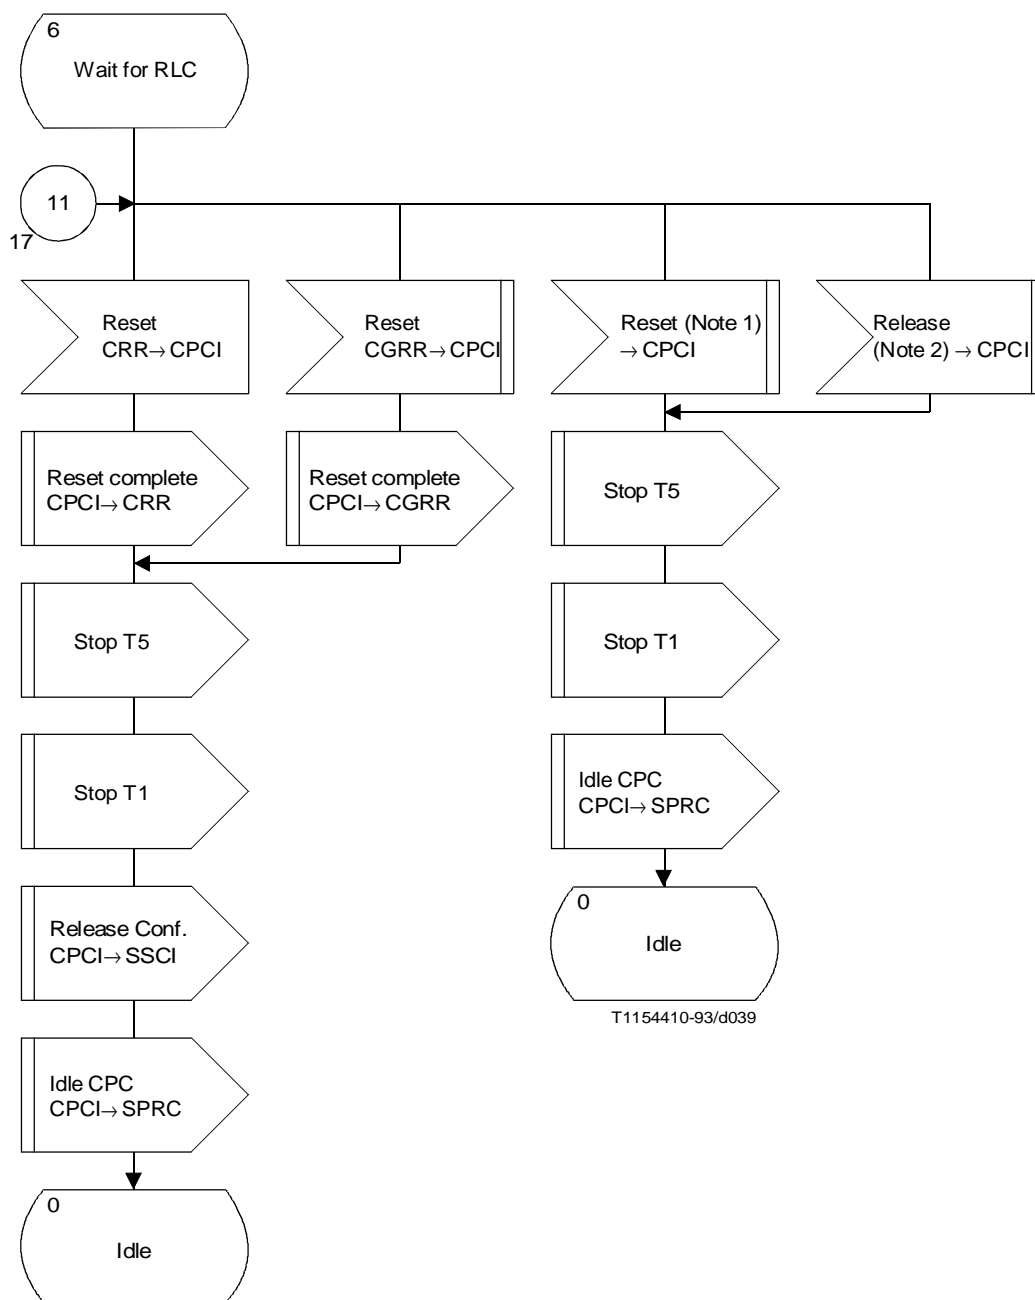 6
Wait for RLC
11
17
Reset
CRR→CPCI
Reset
CGRR→CPCI
Reset (Note 1)
→CPCI
Release
(Note 2)→CPCI
Reset complete
CPCI→CRR
Reset complete
CPCI→CGRR
Stop T5
Stop T5
Stop T1
Stop T1
Idle CPC
CPCI→SPRC
Release Conf.
CPCI→SSCI
0
Idle
T1154410-93/d039
Idle CPC
CPCI→SPRC
0
Idle